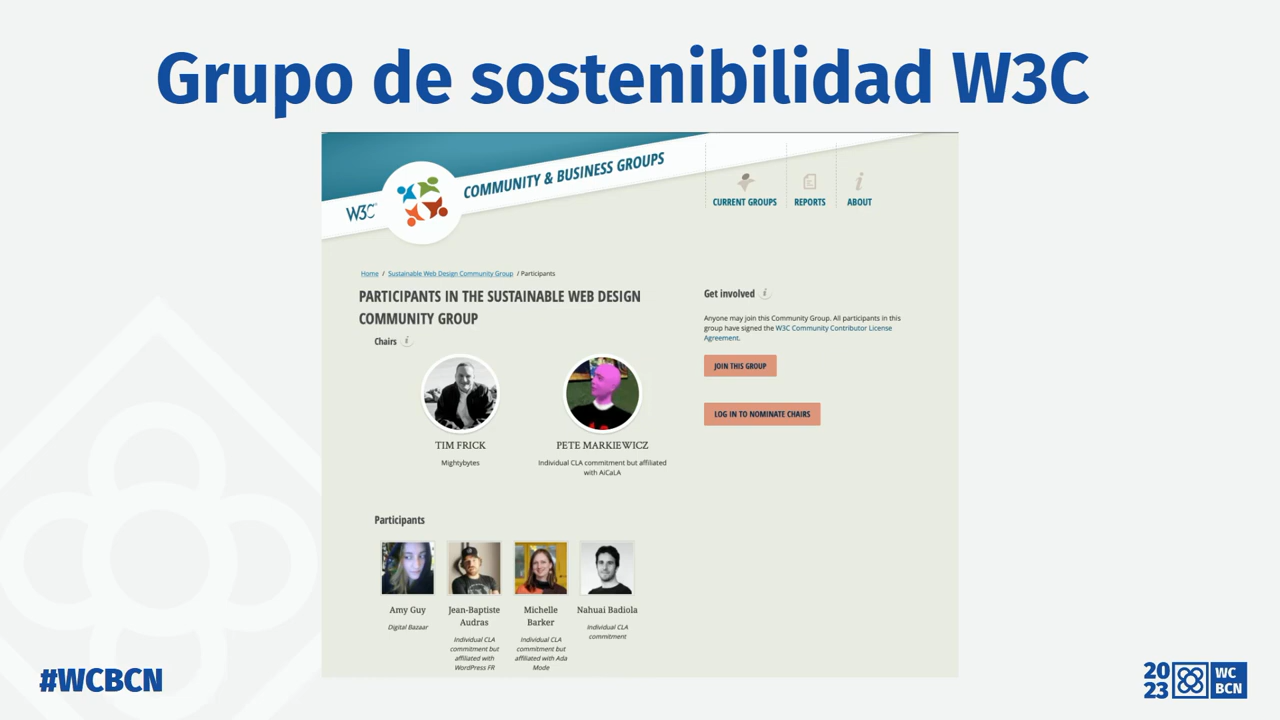 Grupo de sostenibilidad W3C
W3C
COMMUNITY & BUSINESS GROUPS
CURRENT GROUPS
REPORTS
ABOUT
Home / Sustainable Web Design Community Group / Participants
PARTICIPANTS IN THE SUSTAINABLE WEB DESIGN
COMMUNITY GROUP
Chairs i
TIM FRICK
Mightybytes
PETE MARKIEWICZ
Individual CLA commitment but affiliated
with AiCaLA
Get involved i
Anyone may join this Community Group. All participants in this
group have signed the W3C Community Contributor License
Agreement.
JOIN THIS GROUP
LOG IN TO NOMINATE CHAIRS
Participants
Amy Guy
Digital Bazaar
Jean-Baptiste
Audras
Individual CLA
commitment but
affiliated with
WordPress FR
Michelle
Barker
Individual CLA
commitment but
affiliated with Ada
Mode
Nahuai Badiola
Individual CLA
commitment
#WCBCN
20
23
WC
BCN